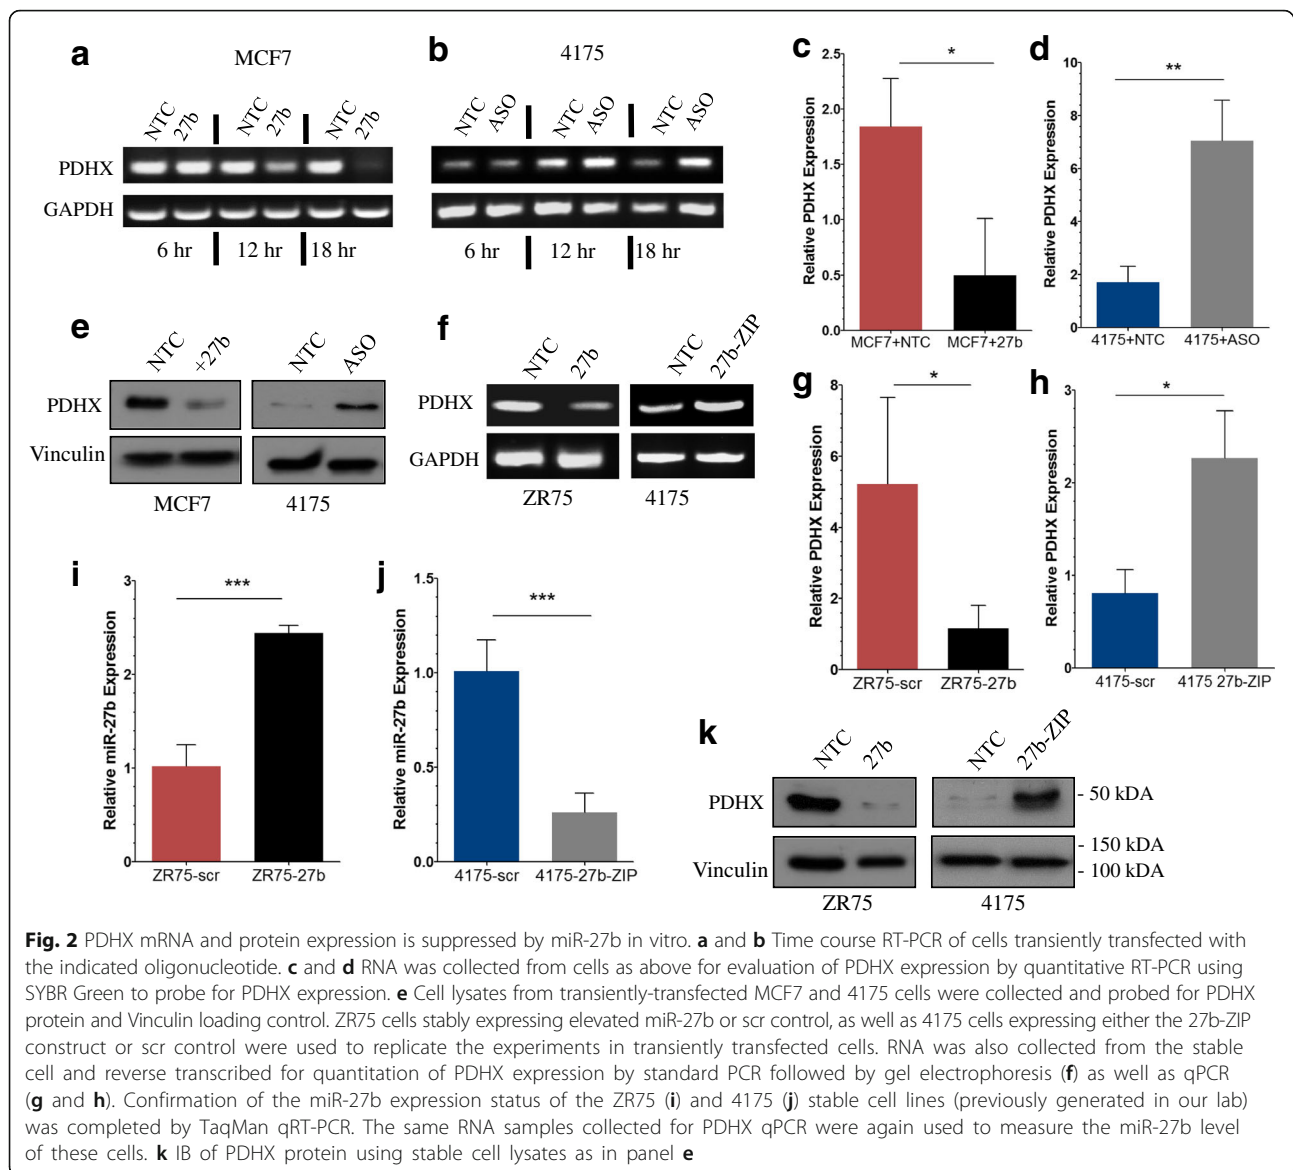 a
MCF7
NTC 27b NTC 27b NTC 27b
PDHX
GAPDH
6 hr 12 hr 18 hr
b
4175
NTC ASO NTC ASO NTC ASO
6 hr 12 hr 18 hr
c
*
Relative PDHX Expression
2.5
2.0
1.5
1.0
0.5
0.0
MCF7+NTC MCF7+27b
d
**
Relative PDHX Expression
10
8
6
4
2
0
4175+NTC 4175+ASO
e
NTC +27b NTC ASO
PDHX
Vinculin
MCF7 4175
f
NTC 27b NTC 27b-ZIP
PDHX
GAPDH
ZR75 4175
g
*
Relative PDHX Expression
8
6
4
2
0
ZR75-scr ZR75-27b
h
*
Relative PDHX Expression
3
2
1
0
4175-scr 4175 27b-ZIP
i
***
Relative miR-27b Expression
3
2
1
0
ZR75-scr ZR75-27b
j
***
Relative miR-27b Expression
1.5
1.0
0.5
0.0
4175-scr 4175-27b-ZIP
k
NTC 27b NTC 27b-ZIP
PDHX - 50 kDA
- 150 kDA
Vinculin - 100 kDA
ZR75 4175
Fig. 2 PDHX mRNA and protein expression is suppressed by miR-27b in vitro. a and b Time course RT-PCR of cells transiently transfected with
the indicated oligonucleotide. c and d RNA was collected from cells as above for evaluation of PDHX expression by quantitative RT-PCR using
SYBR Green to probe for PDHX expression. e Cell lysates from transiently-transfected MCF7 and 4175 cells were collected and probed for PDHX
protein and Vinculin loading control. ZR75 cells stably expressing elevated miR-27b or scr control, as well as 4175 cells expressing either the 27b-ZIP
construct or scr control were used to replicate the experiments in transiently transfected cells. RNA was also collected from the stable
cell and reverse transcribed for quantitation of PDHX expression by standard PCR followed by gel electrophoresis (f) as well as qPCR
(g and h). Confirmation of the miR-27b expression status of the ZR75 (i) and 4175 (j) stable cell lines (previously generated in our lab)
was completed by TaqMan qRT-PCR. The same RNA samples collected for PDHX qPCR were again used to measure the miR-27b level
of these cells. k IB of PDHX protein using stable cell lysates as in panel e